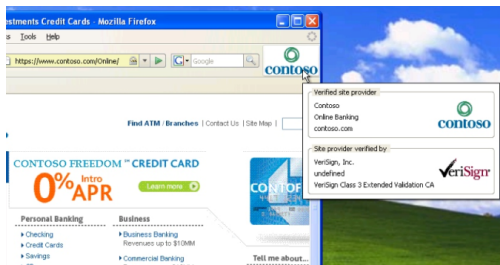 estments Credit Cards - Mozilla Firefox
Tools Help
https://www.contoso.com/Online/
G Google
contoso
Find ATM / Branches | Contact Us | Site Map |
CONTOSO FREEDOM ™ CREDIT CARD
0% Intro APR
Learn more
CONTOS
Personal Banking
Checking
Credit Cards
Savings
Business
Business Banking
Revenues up to $10MM
Commercial Banking
Tell me about...
Verified site provider
Contoso
Online Banking
contoso.com
contoso
Site provider verified by
VeriSign, Inc.
undefined
VeriSign Class 3 Extended Validation CA
VeriSign